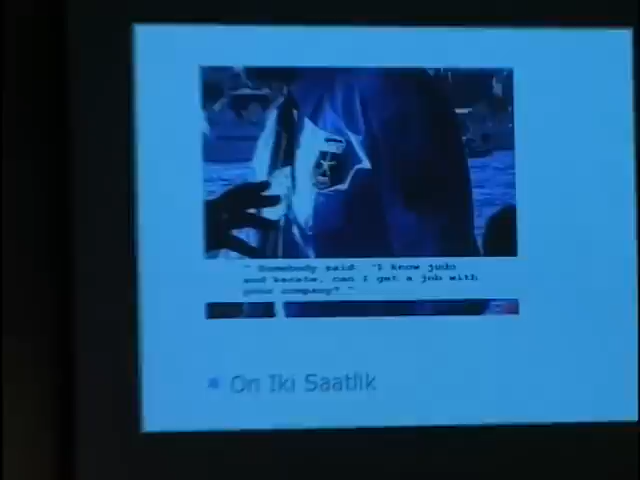 " Somebody said: "I know judo
and karate, can I get a job with
your company? "
On Iki Saatlik